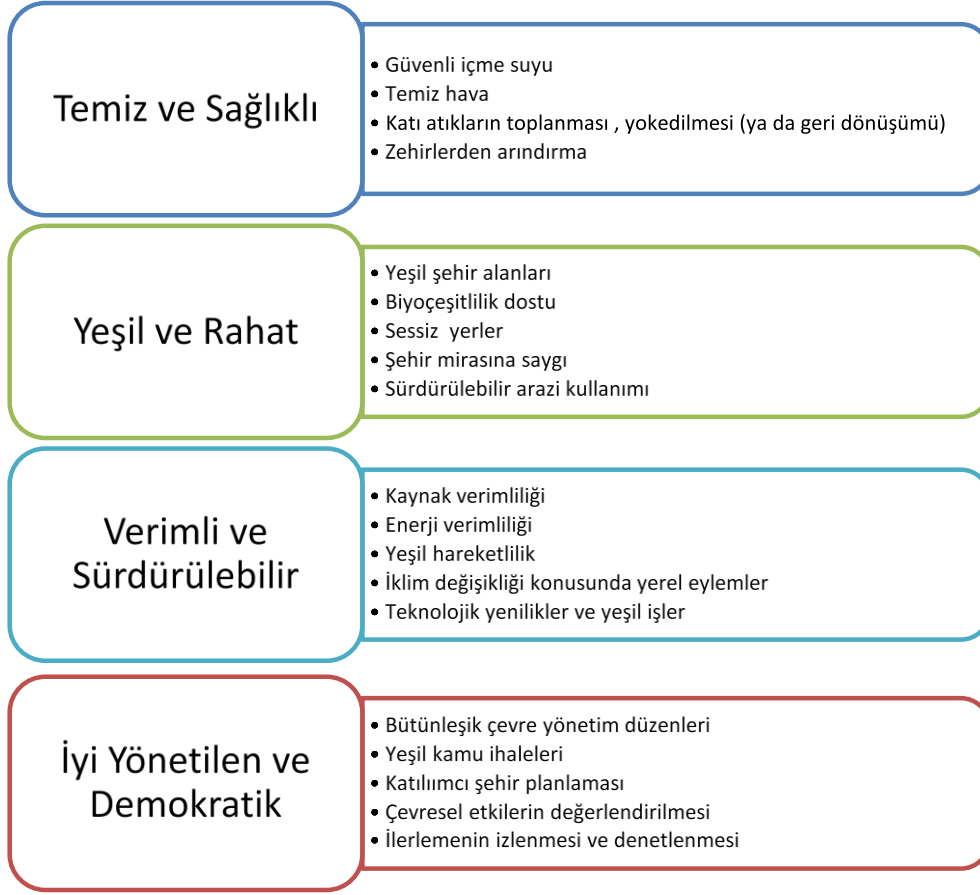 Temiz ve Sağlıklı
• Güvenli içme suyu
• Temiz hava
• Katı atıkların toplanması , yokedilmesi (ya da geri dönüşümü)
• Zehirlerden arındırma
Yeşil ve Rahat
• Yeşil şehir alanları
• Biyoçeşitlilik dostu
• Sessiz  yerler
• Şehir mirasına saygı
• Sürdürülebilir arazi kullanımı
Verimli ve
Sürdürülebilir
• Kaynak verimliliği
• Enerji verimliliği
• Yeşil hareketlilik
• İklim değişikliği konusunda yerel eylemler
• Teknolojik yenilikler ve yeşil işler
İyi Yönetilen ve
Demokratik
• Bütünleşik çevre yönetim düzenleri
• Yeşil kamu ihaleleri
• Katılıımcı şehir planlaması
• Çevresel etkilerin değerlendirilmesi
• İlerlemenin izlenmesi ve denetlenmesi